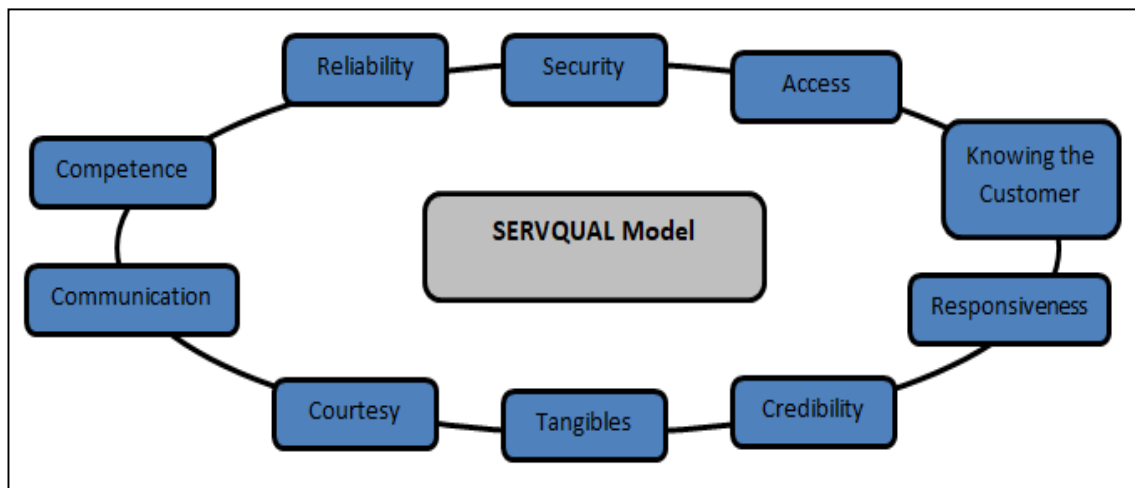 Reliability
Security
Access
Competence
Knowing the
Customer
SERVQUAL Model
Communication
Responsiveness
Courtesy
Tangibles
Credibility